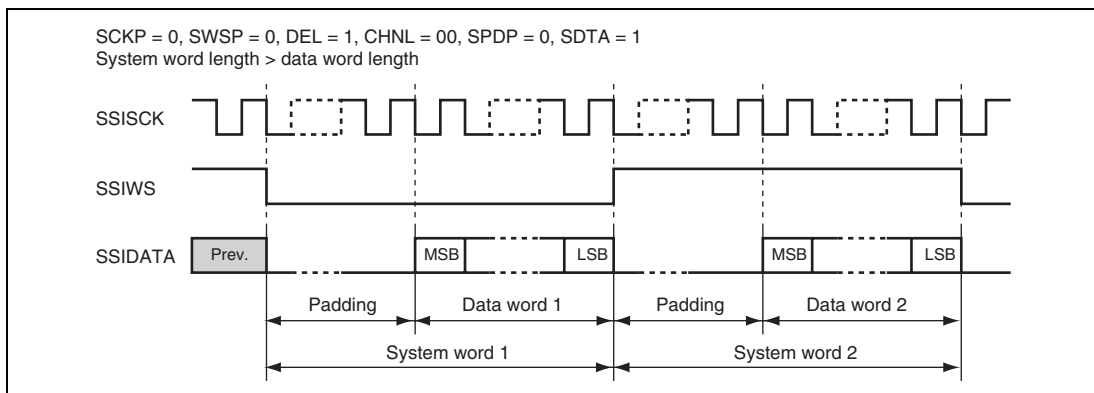 SCKP = 0, SWSP = 0, DEL = 1, CHNL = 00, SPDP = 0, SDTA = 1
System word length > data word length
SSISCK
SSIWS
SSIDATA
Prev.
MSB
LSB
MSB
LSB
Padding
Data word 1
Padding
Data word 2
System word 1
System word 2